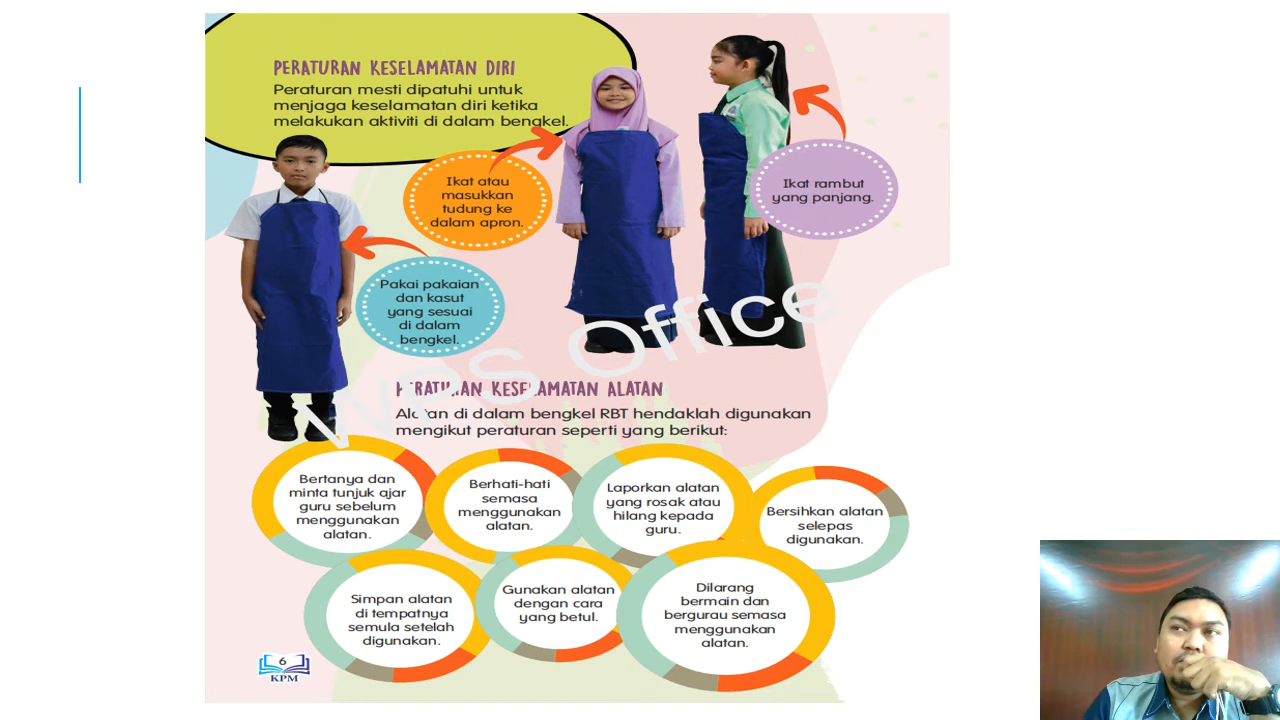 PERATURAN KESELAMATAN DIRI
Peraturan mesti dipatuhi untuk
menjaga keselamatan diri ketika
melakukan aktiviti di dalam bengkel.
Ikat atau
masukkan
tudung ke
dalam apron.
Ikat rambut
yang panjang.
Pakai pakaian
dan kasut
yang sesuai
di dalam
bengkel.
WPS Office
PERATURAN KESELAMATAN ALATAN
Alatan di dalam bengkel RBT hendaklah digunakan
mengikut peraturan seperti yang berikut:
Bertanya dan
minta tunjuk ajar
guru sebelum
menggunakan
alatan.
Berhati-hati
semasa
menggunakan
alatan.
Laporkan alatan
yang rosak atau
hilang kepada
guru.
Bersihkan alatan
selepas
digunakan.
Simpan alatan
di tempatnya
semula setelah
digunakan.
Gunakan alatan
dengan cara
yang betul.
Dilarang
bermain dan
bergurau semasa
menggunakan
alatan.
6
KPM